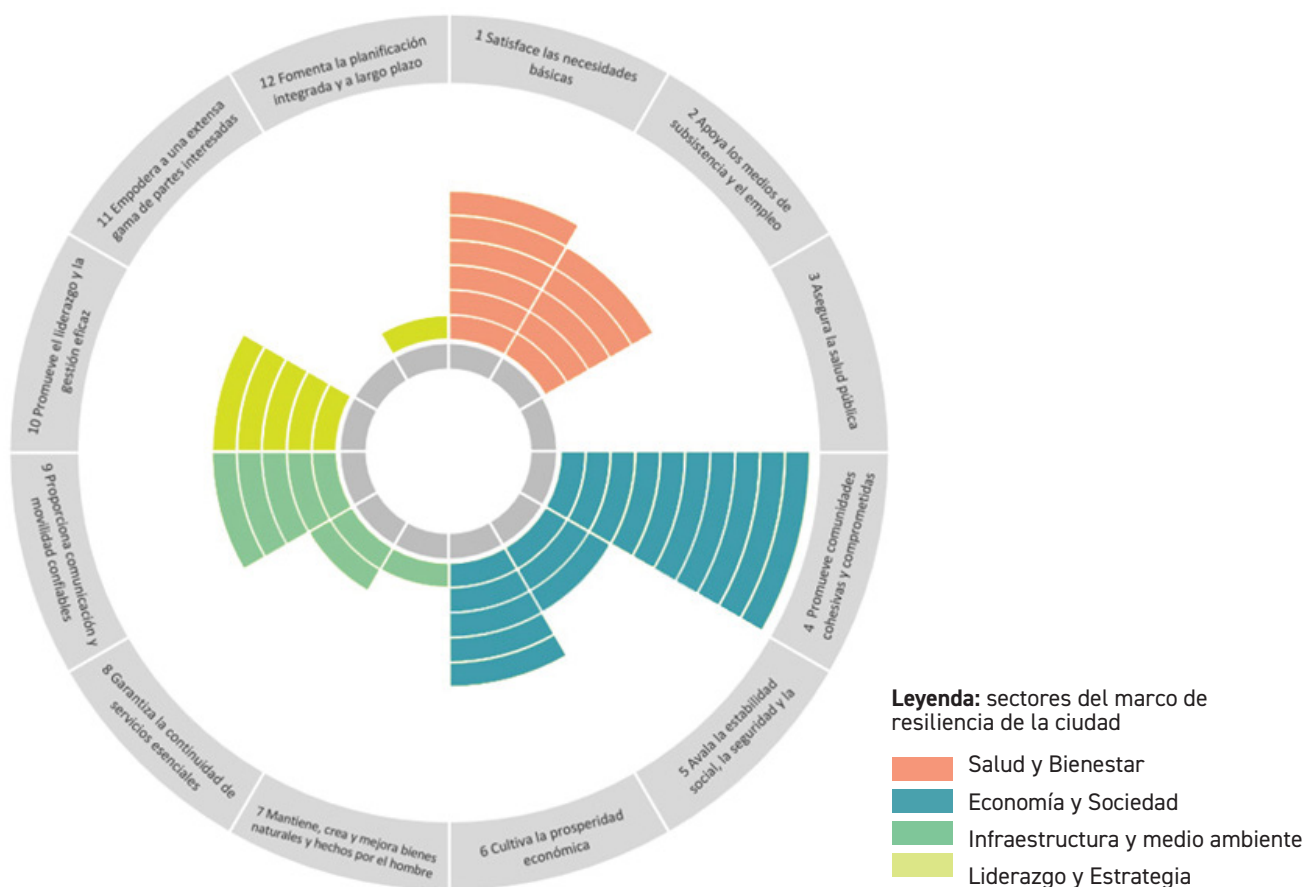 1 Satisface las necesidades
básicas
2 Apoya los medios de
subsistencia y el empleo
3 Asegura la salud pública
4 Promueve comunidades
cohesivas y comprometidas
5 Avala la estabilidad
social, la seguridad y la
6 Cultiva la prosperidad
económica
7 Mantiene, crea y mejora bienes
naturales y hechos por el hombre
8 Garantiza la continuidad de
servicios esenciales
9 Proporciona comunicación y
movilidad confiables
10 Promueve el liderazgo y la
gestión eficaz
11 Empodera a una extensa
gama de partes interesadas
12 Fomenta la planificación
integrada y a largo plazo
Leyenda: sectores del marco de
resiliencia de la ciudad
Salud y Bienestar
Economía y Sociedad
Infraestructura y medio ambiente
Liderazgo y Estrategia